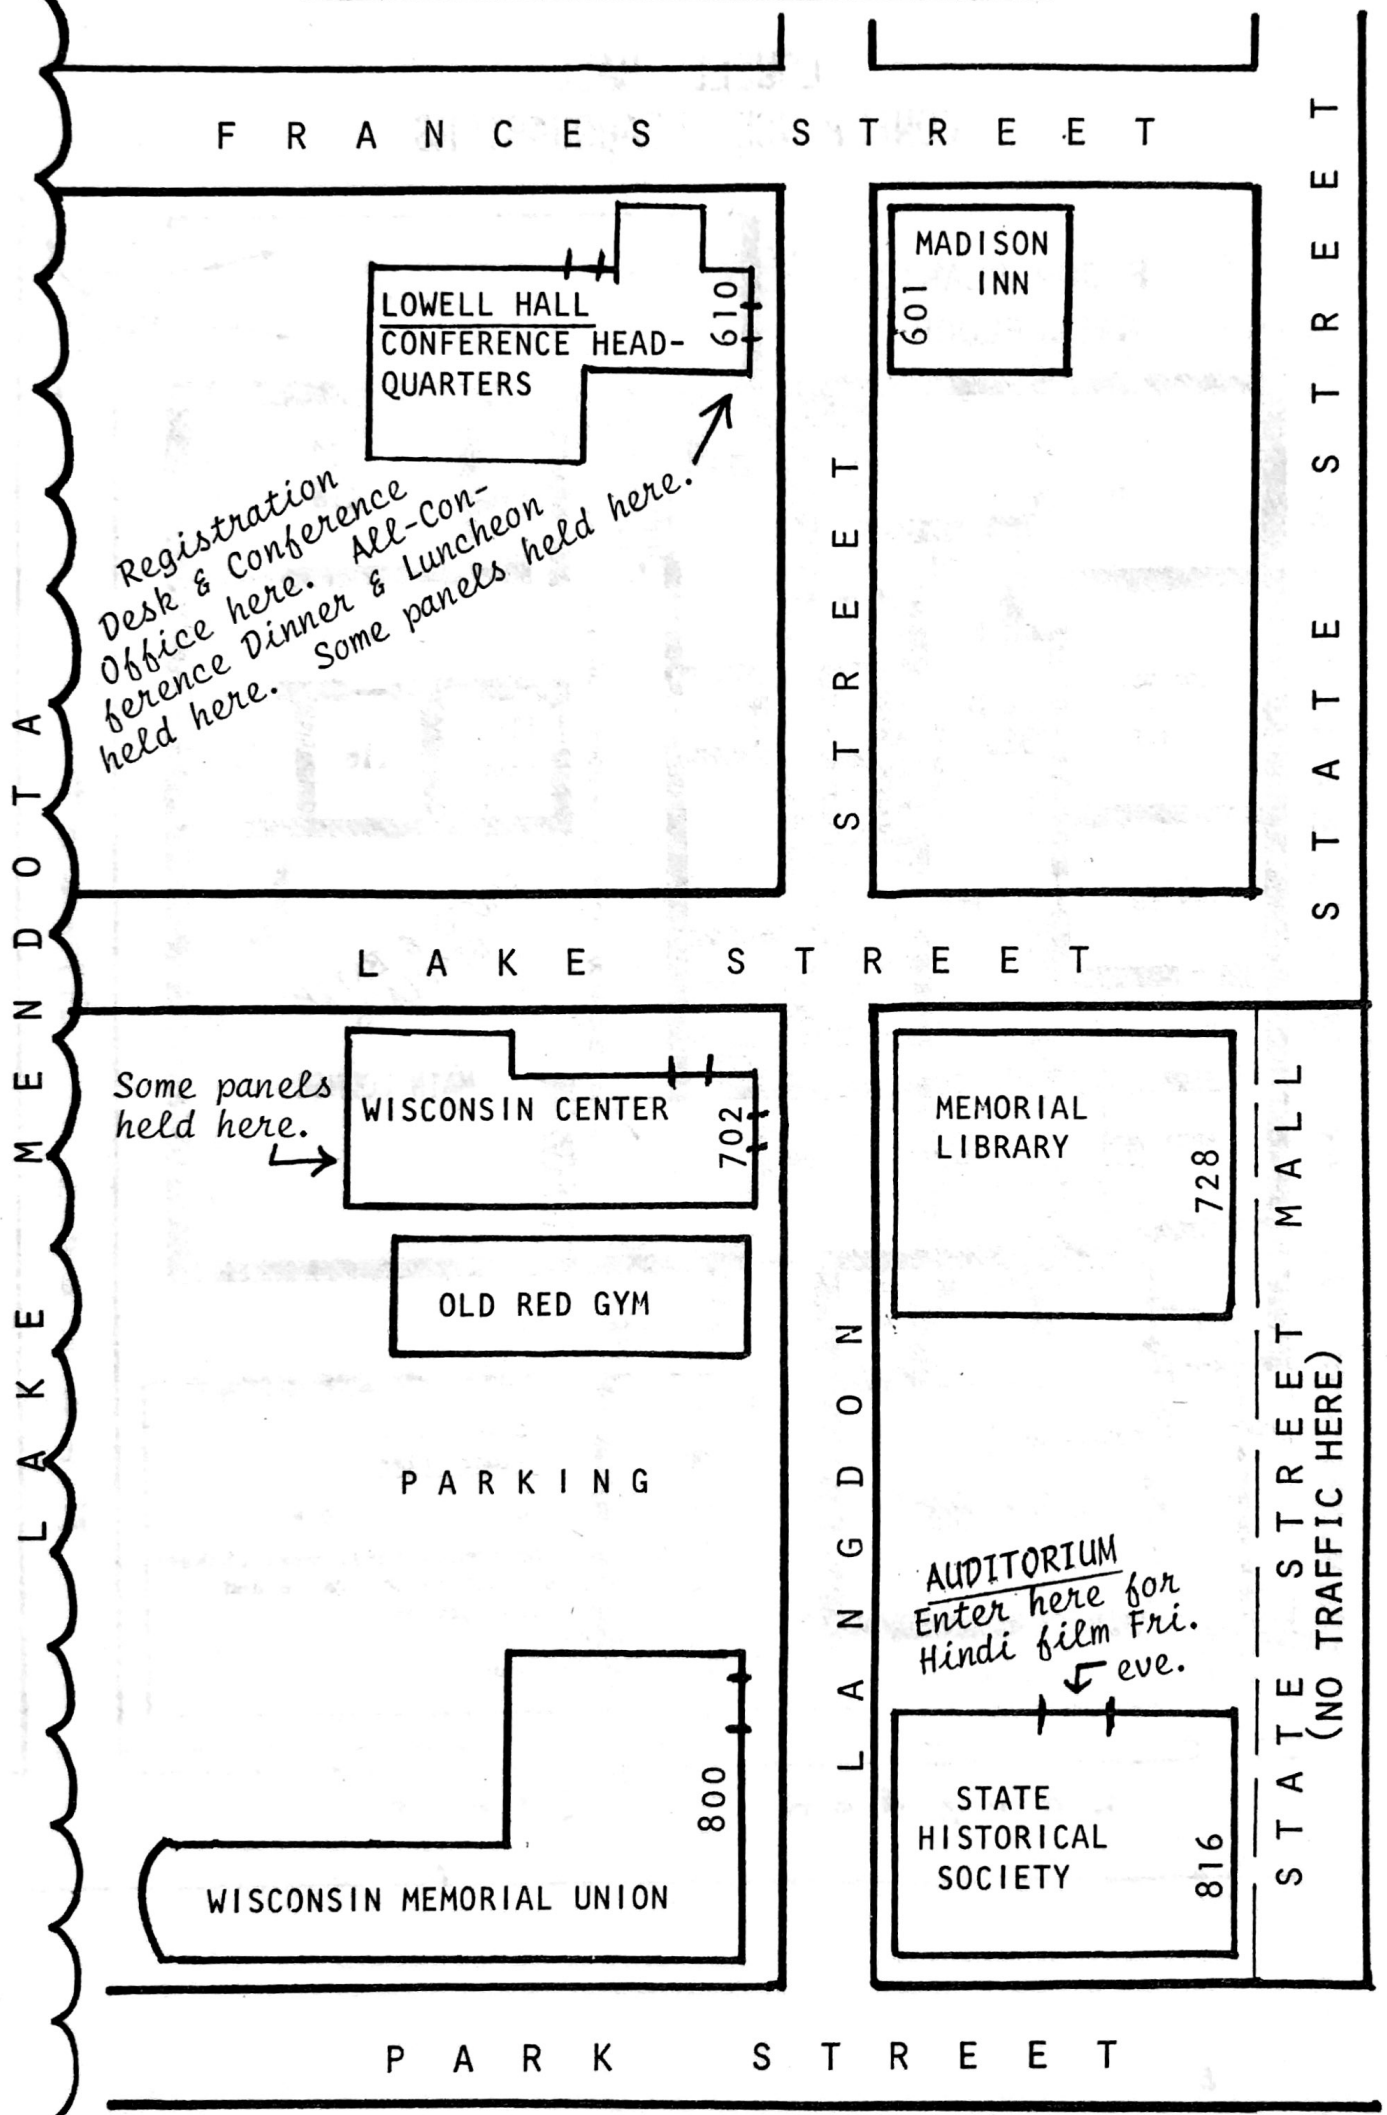 FRANCES STREET
STATE STREET
LAKE MENDOTA
LOWELL HALL
CONFERENCE HEAD-
QUARTERS
610
MADISON
INN
601
Registration
Desk & Conference
Office here. All-Con-
ference Dinner & Luncheon
held here. Some panels held here.
LANGDON STREET
LAKE STREET
Some panels
held here.
WISCONSIN CENTER
702
MEMORIAL
LIBRARY
728
OLD RED GYM
PARKING
STATE STREET MALL
(NO TRAFFIC HERE)
AUDITORIUM
Enter here for
Hindi film Fri.
eve.
800
WISCONSIN MEMORIAL UNION
STATE
HISTORICAL
SOCIETY
816
PARK STREET